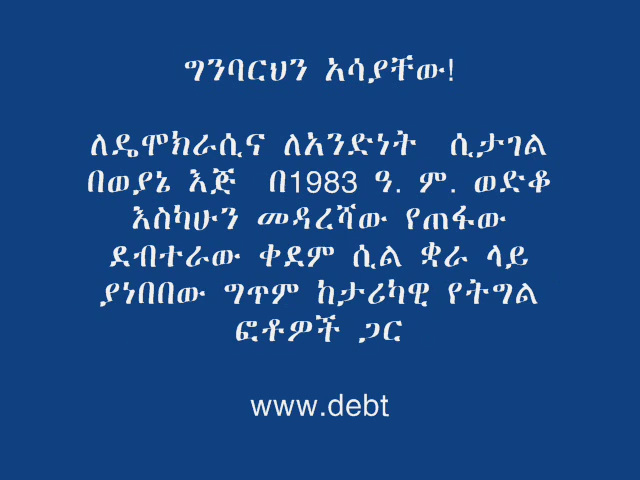 ግንባርህን አሳያቸው!
ለዴሞክራሲና ለአንድነት ሲታገል
በወያኔ እጅ በ1983 ዓ. ም. ወድቆ
እስካሁን መዳረሻው የጠፋው
ደብተራው ቀደም ሲል ቋራ ላይ
ያነበበው ግጥም ከታሪካዊ የትግል
ፎቶዎች ጋር
www.debt